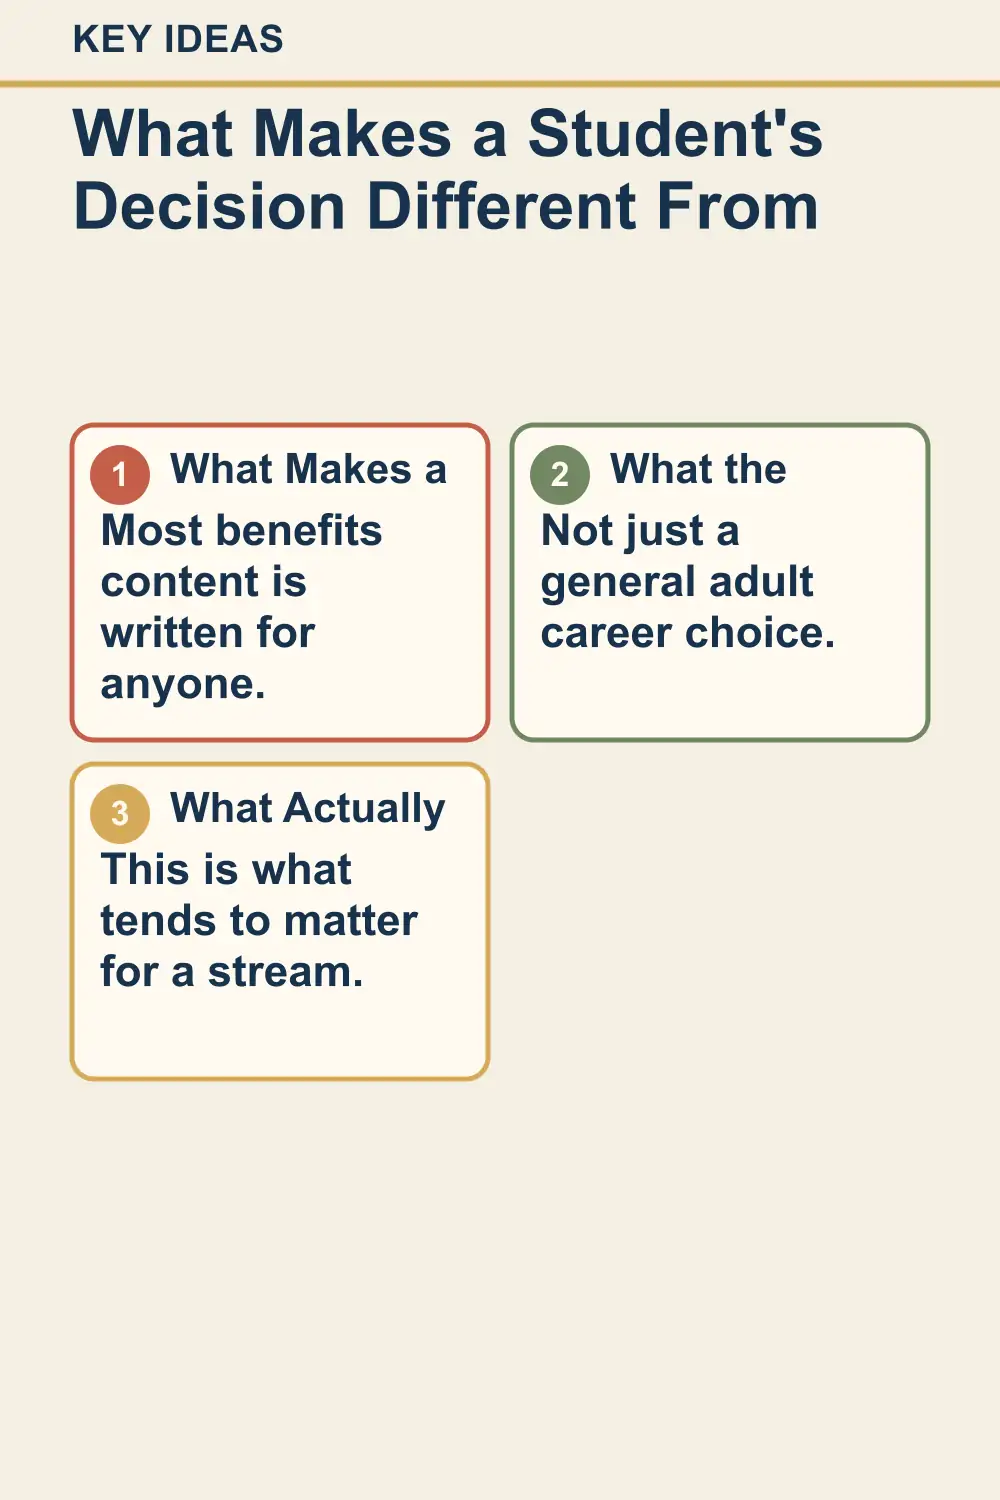 KEY IDEAS
What Makes a Student's
Decision Different From
1 What Makes a
Most benefits
content is
written for
anyone.
2 What the
Not just a
general adult
career choice.
3 What Actually
This is what
tends to matter
for a stream.